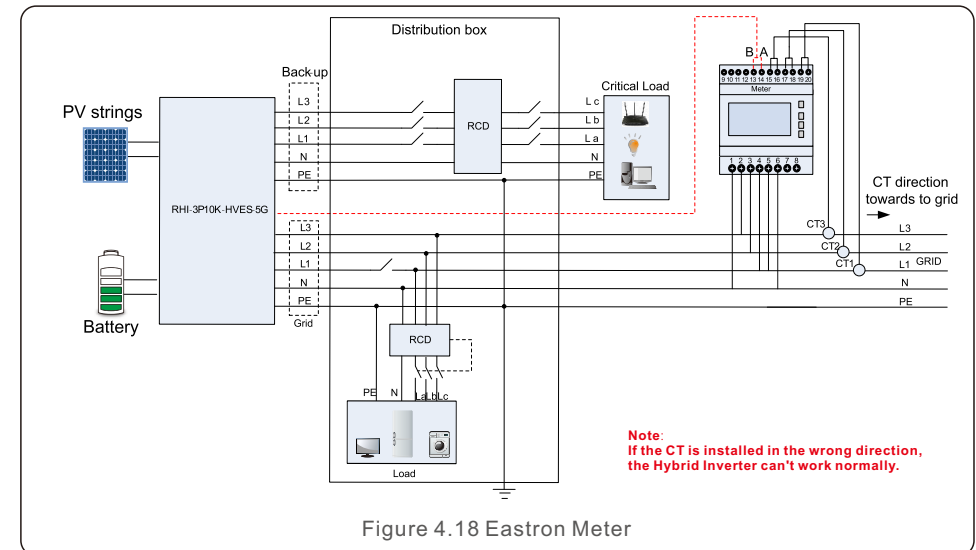 Distribution box
B A
9 10 11 12 13 14 15 16 17 18 19 20
Meter
1 2 3 4 5 6 7 8
Back-up
L3
L2
L1
N
PE
RCD
Critical Load
L c
L b
L a
N
PE
PV strings
RHI-3P10K-HVES-5G
Battery
CT direction
towards to grid
L3
L2
L1
N
PE
Grid
CT3
CT2
CT1
L3
L2
L1 GRID
N
PE
RCD
PE N LaLbLc
Load
Note:
If the CT is installed in the wrong direction,
the Hybrid Inverter can't work normally.
Figure 4.18 Eastron Meter